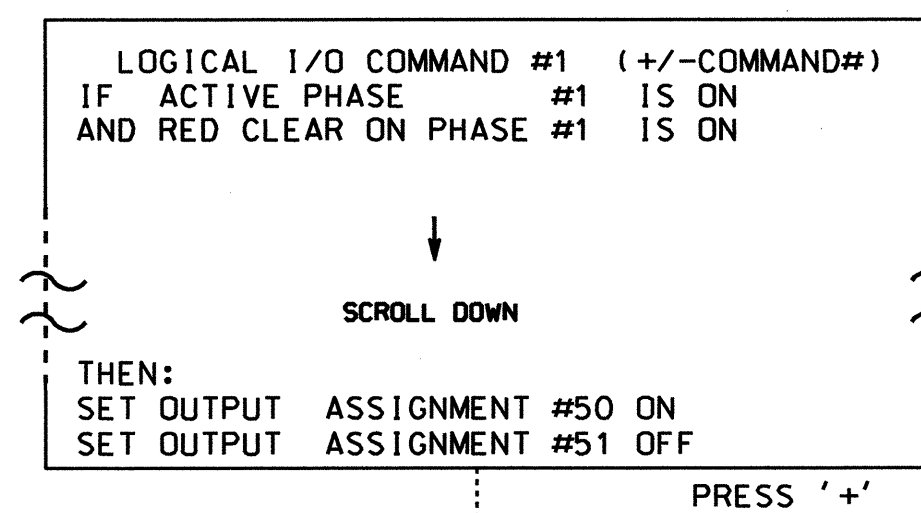 LOGICAL I/O COMMAND #1 (+/-COMMAND#)
IF ACTIVE PHASE #1 IS ON
AND RED CLEAR ON PHASE #1 IS ON
SCROLL DOWN
THEN:
SET OUTPUT ASSIGNMENT #50 ON
SET OUTPUT ASSIGNMENT #51 OFF
PRESS '+'